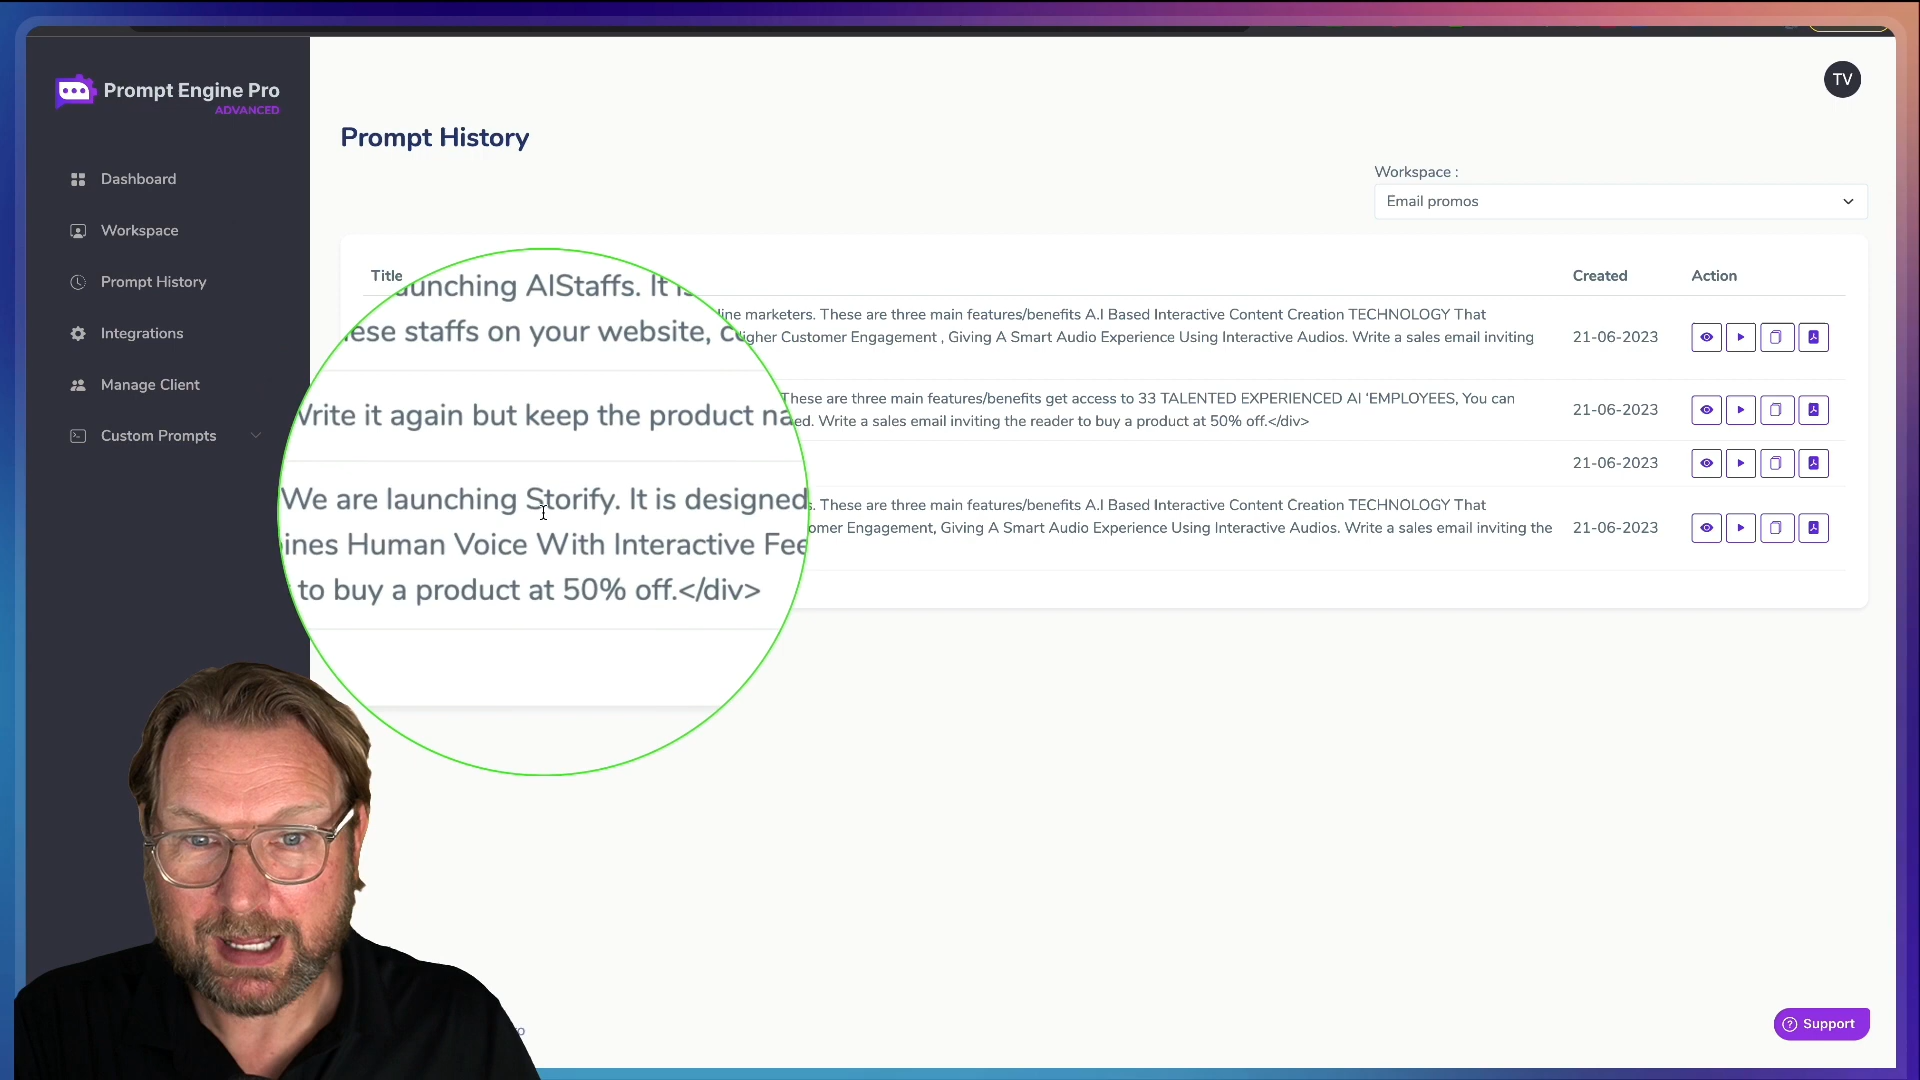 Prompt Engine Pro
ADVANCED
TV
Dashboard
Workspace
Prompt History
Integrations
Manage Client
Custom Prompts
Prompt History
Workspace :
Email promos
Title
Created
Action
launching AIStaffs. It is
these staffs on your website, co
Write it again but keep the product na
We are launching Storify. It is designed
ines Human Voice With Interactive Fee
to buy a product at 50% off.</div>
line marketers. These are three main features/benefits A.I Based Interactive Content Creation TECHNOLOGY That
igher Customer Engagement , Giving A Smart Audio Experience Using Interactive Audios. Write a sales email inviting
21-06-2023
These are three main features/benefits get access to 33 TALENTED EXPERIENCED AI 'EMPLOYEES, You can
ed. Write a sales email inviting the reader to buy a product at 50% off.</div>
21-06-2023
21-06-2023
s. These are three main features/benefits A.I Based Interactive Content Creation TECHNOLOGY That
omer Engagement, Giving A Smart Audio Experience Using Interactive Audios. Write a sales email inviting the
21-06-2023
Support